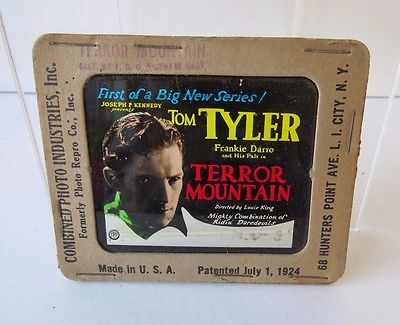 TERROR MOUNTAIN
DIST. BY F. B. O.
First of a Big New Series!
JOSEPH P. KENNEDY
presents
TOM TYLER
Frankie Darro
and His Pals in
TERROR
MOUNTAIN
Directed by Louis King
Mighty Combination of
Ridin' Daredevils
COMBINED PHOTO INDUSTRIES, Inc.
Formerly Photo Repro Co., Inc.
Made in U. S. A.
Patented July 1, 1924
68 HUNTERS POINT AVE, L. I. CITY, N. Y.